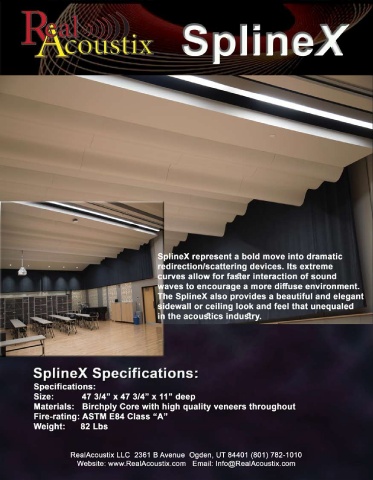 Real Acoustix
SplineX
SplineX represent a bold move into dramatic
redirection/scattering devices. Its extreme
curves allow for faster interaction of sound
waves to encourage a more diffuse environment.
The SplineX also provides a beautiful and elegant
sidewall or ceiling look and feel that unequaled
in the acoustics industry.
SplineX Specifications:
Specifications:
Size: 47 3/4" x 47 3/4" x 11" deep
Materials: Birchply Core with high quality veneers throughout
Fire-rating: ASTM E84 Class "A"
Weight: 82 Lbs
RealAcoustix LLC 2361 B Avenue Ogden, UT 84401 (801) 782-1010
Website: www.RealAcoustix.com Email: Info@RealAcoustix.com